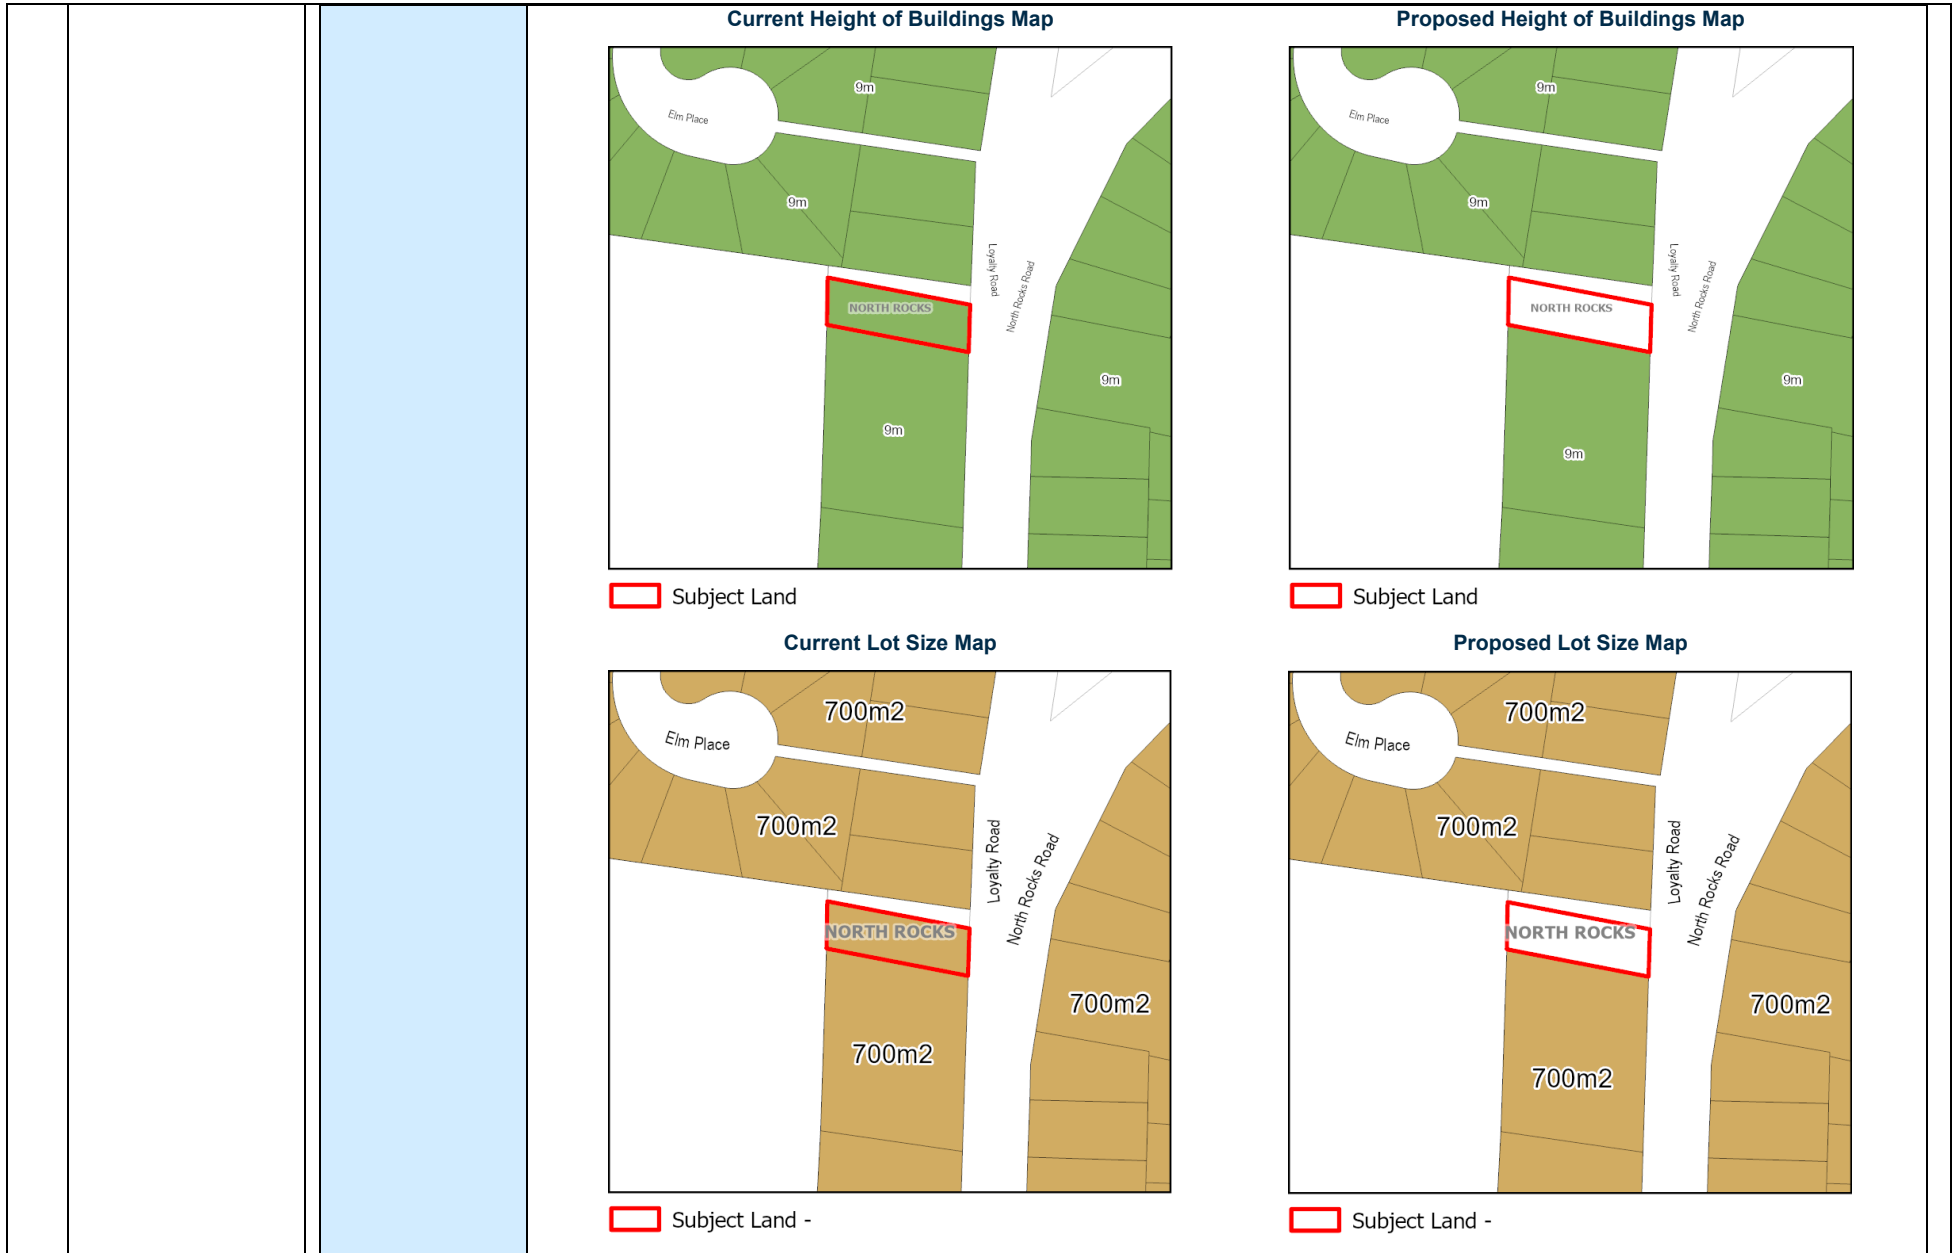 Current Height of Buildings Map
9m
Elm Place
9m
Loyalty Road
North Rocks Road
NORTH ROCKS
9m
9m
Subject Land
Proposed Height of Buildings Map
9m
Elm Place
9m
Loyalty Road
North Rocks Road
NORTH ROCKS
9m
9m
Subject Land
Current Lot Size Map
700m2
Elm Place
700m2
Loyalty Road
North Rocks Road
NORTH ROCKS
700m2
700m2
Subject Land -
Proposed Lot Size Map
700m2
Elm Place
700m2
Loyalty Road
North Rocks Road
NORTH ROCKS
700m2
700m2
Subject Land -